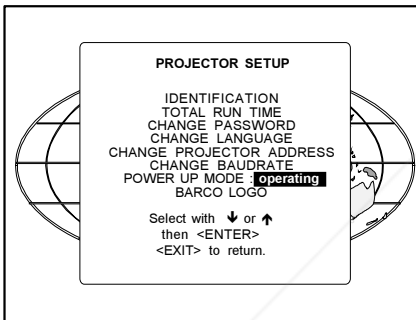 PROJECTOR SETUP
IDENTIFICATION
TOTAL RUN TIME
CHANGE PASSWORD
CHANGE LANGUAGE
CHANGE PROJECTOR ADDRESS
CHANGE BAUDRATE
POWER UP MODE : operating
BARCO LOGO
Select with ↓ or ↑
then <ENTER>
<EXIT> to return.